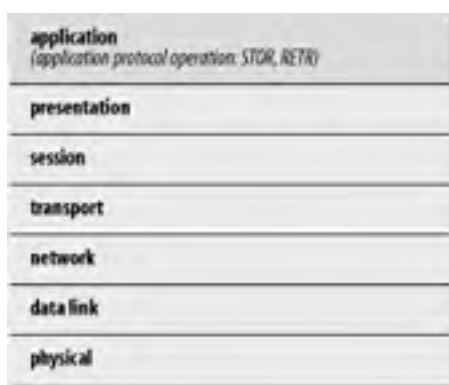 application
(application protocol operation: STOR, RETR)
presentation
session
transport
network
data link
physical